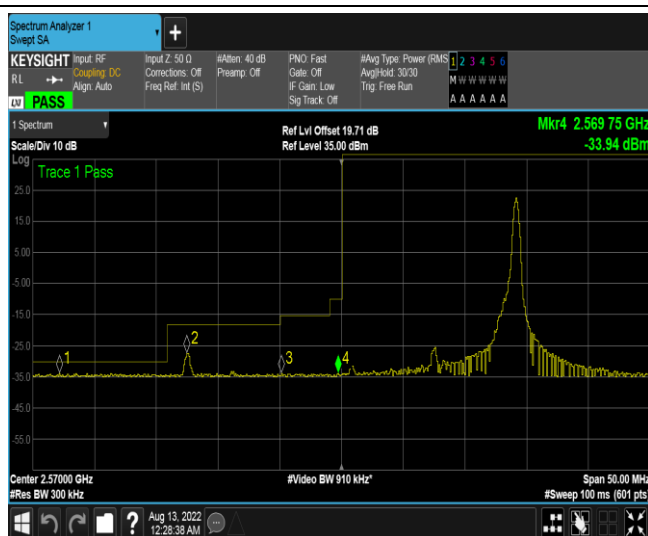 Spectrum Analyzer 1
Swept SA
+
KEYSIGHT Input: RF Input Z: 50 Ω #Atten: 40 dB PNO: Fast #Avg Type: Power (RMS 1 2 3 4 5 6
RL Coupling: DC Corrections: Off Preamp: Off Gate: Off Avg|Hold: 30/30 M W W W W W
Align: Auto Freq Ref: Int (S) IF Gain: Low Trig: Free Run
Sig Track: Off A A A A A A
LXI PASS
1 Spectrum Ref Lvl Offset 19.71 dB Mkr4 2.569 75 GHz
Scale/Div 10 dB Ref Level 35.00 dBm -33.94 dBm
Log
Trace 1 Pass
25.0
15.0
5.00
-5.00
-15.0
-25.0
1 2 3 4
-35.0
-45.0
-55.0
Center 2.57000 GHz #Video BW 910 kHz* Span 50.00 MHz
#Res BW 300 kHz #Sweep 100 ms (601 pts)
? Aug 13, 2022
12:28:38 AM